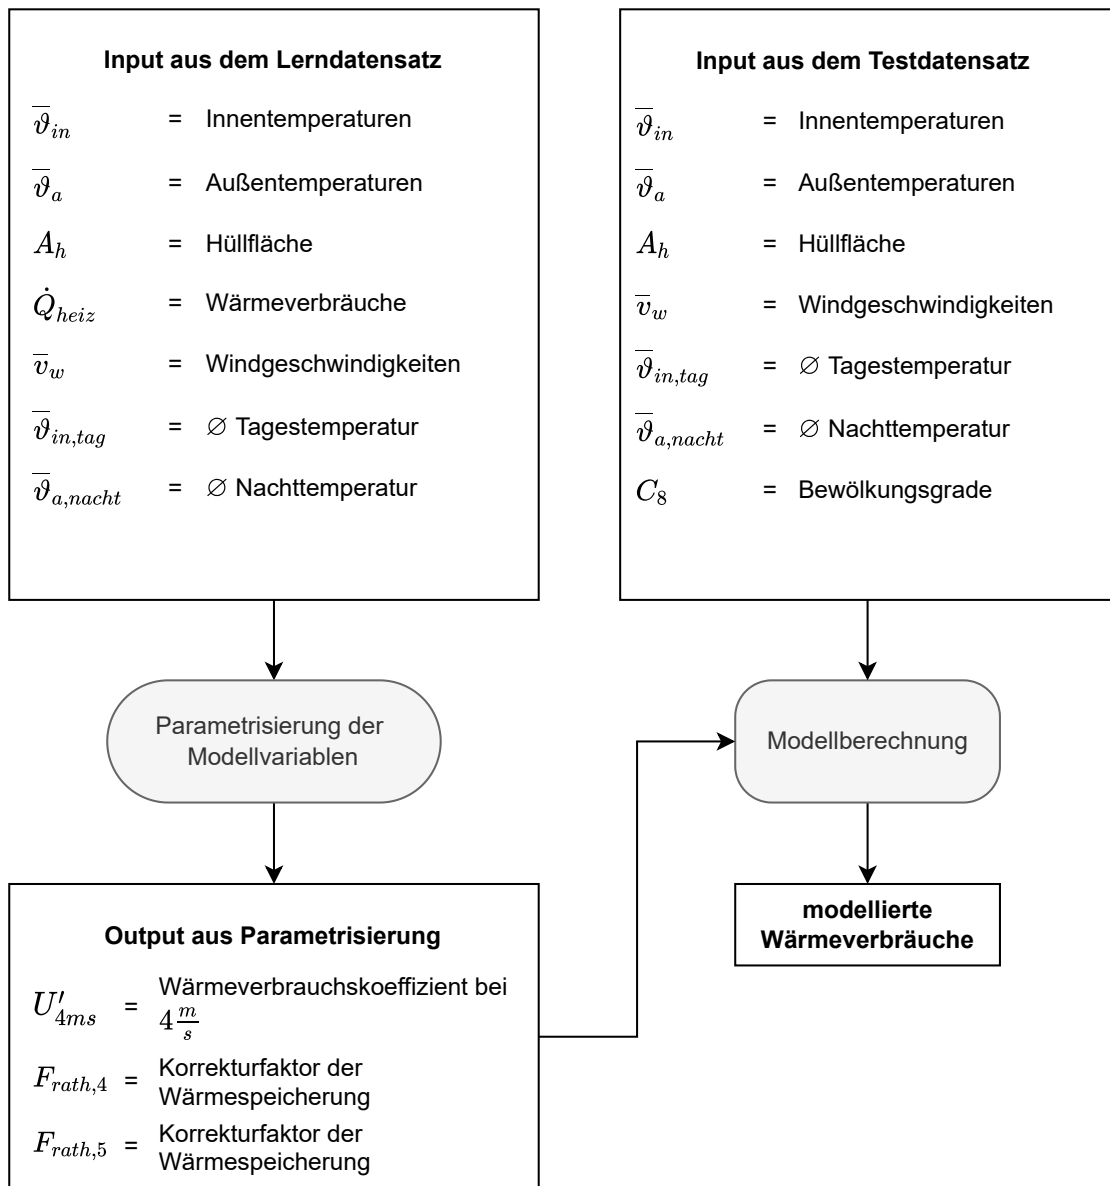 Input aus dem Lerndatensatz
ϑ̅_in = Innentemperaturen
ϑ̅_a = Außentemperaturen
A_h = Hüllfläche
Q̇_heiz = Wärmeverbräuche
v̅_w = Windgeschwindigkeiten
ϑ̅_in,tag = ∅ Tagestemperatur
ϑ̅_a,nacht = ∅ Nachttemperatur
Input aus dem Testdatensatz
ϑ̅_in = Innentemperaturen
ϑ̅_a = Außentemperaturen
A_h = Hüllfläche
v̅_w = Windgeschwindigkeiten
ϑ̅_in,tag = ∅ Tagestemperatur
ϑ̅_a,nacht = ∅ Nachttemperatur
C_8 = Bewölkungsgrade
Parametrisierung der
Modellvariablen
Modellberechnung
Output aus Parametrisierung
U′_4ms = Wärmeverbrauchskoeffizient bei
4 m/s
F_rath,4 = Korrekturfaktor der
Wärmespeicherung
F_rath,5 = Korrekturfaktor der
Wärmespeicherung
modellierte
Wärmeverbräuche